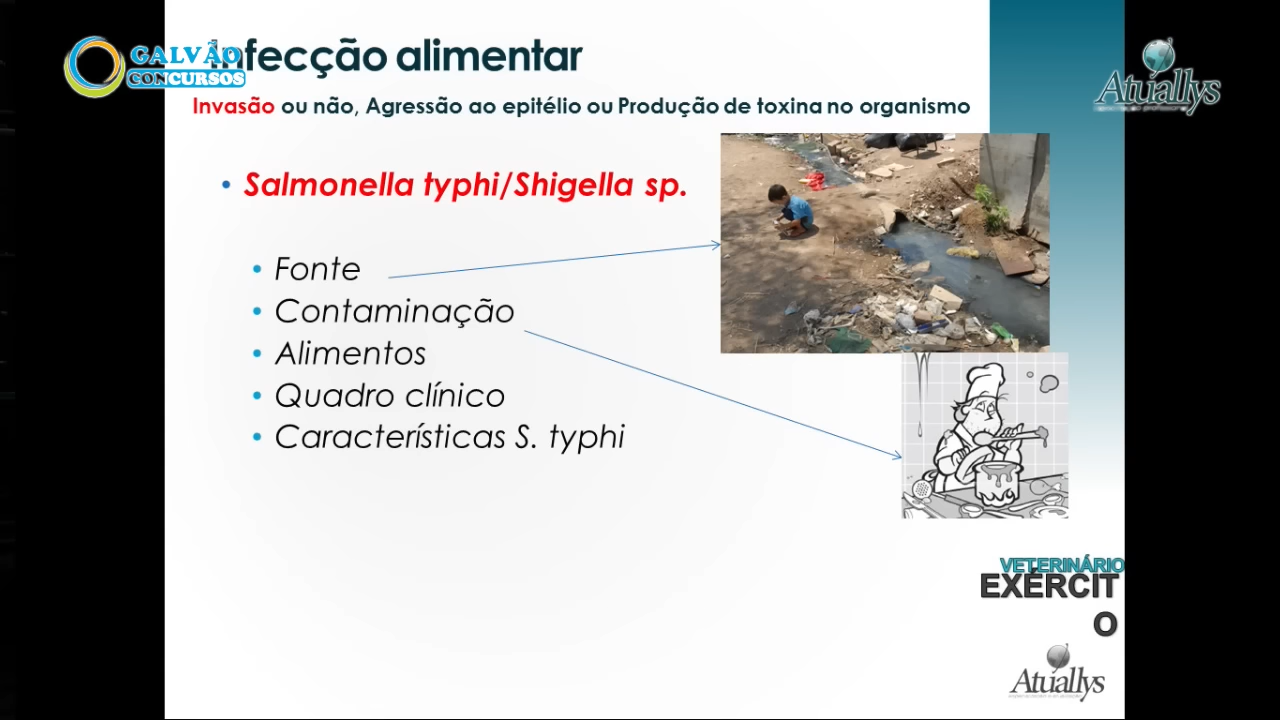 GALVÃO
CONCURSOS
Infecção alimentar
Atuallys
Invasão ou não, Agressão ao epitélio ou Produção de toxina no organismo
• Salmonella typhi/Shigella sp.
• Fonte
• Contaminação
• Alimentos
• Quadro clínico
• Características S. typhi
VETERINÁRIO
EXÉRCIT
O
Atuallys